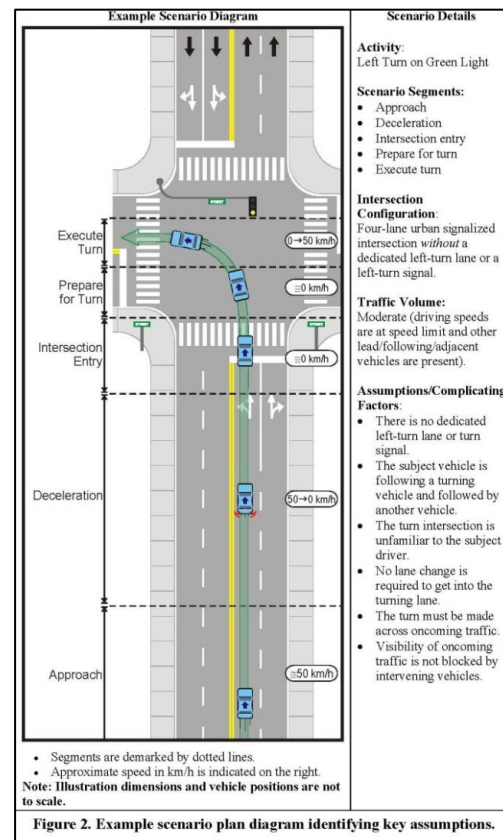 Example Scenario Diagram
Execute
Turn
Prepare
for Turn
Intersection
Entry
Deceleration
Approach
STREET
STREET
STREET
0→50 km/h
≅0 km/h
≅0 km/h
50→0 km/h
≅50 km/h
• Segments are demarked by dotted lines.
• Approximate speed in km/h is indicated on the right.
Note: Illustration dimensions and vehicle positions are not
to scale.
Scenario Details
Activity:
Left Turn on Green Light
Scenario Segments:
• Approach
• Deceleration
• Intersection entry
• Prepare for turn
• Execute turn
Intersection
Configuration:
Four-lane urban signalized
intersection without a
dedicated left-turn lane or a
left-turn signal.
Traffic Volume:
Moderate (driving speeds
are at speed limit and other
lead/following/adjacent
vehicles are present).
Assumptions/Complicating
Factors:
• There is no dedicated
left-turn lane or turn
signal.
• The subject vehicle is
following a turning
vehicle and followed by
another vehicle.
• The turn intersection is
unfamiliar to the subject
driver.
• No lane change is
required to get into the
turning lane.
• The turn must be made
across oncoming traffic.
• Visibility of oncoming
traffic is not blocked by
intervening vehicles.
Figure 2. Example scenario plan diagram identifying key assumptions.